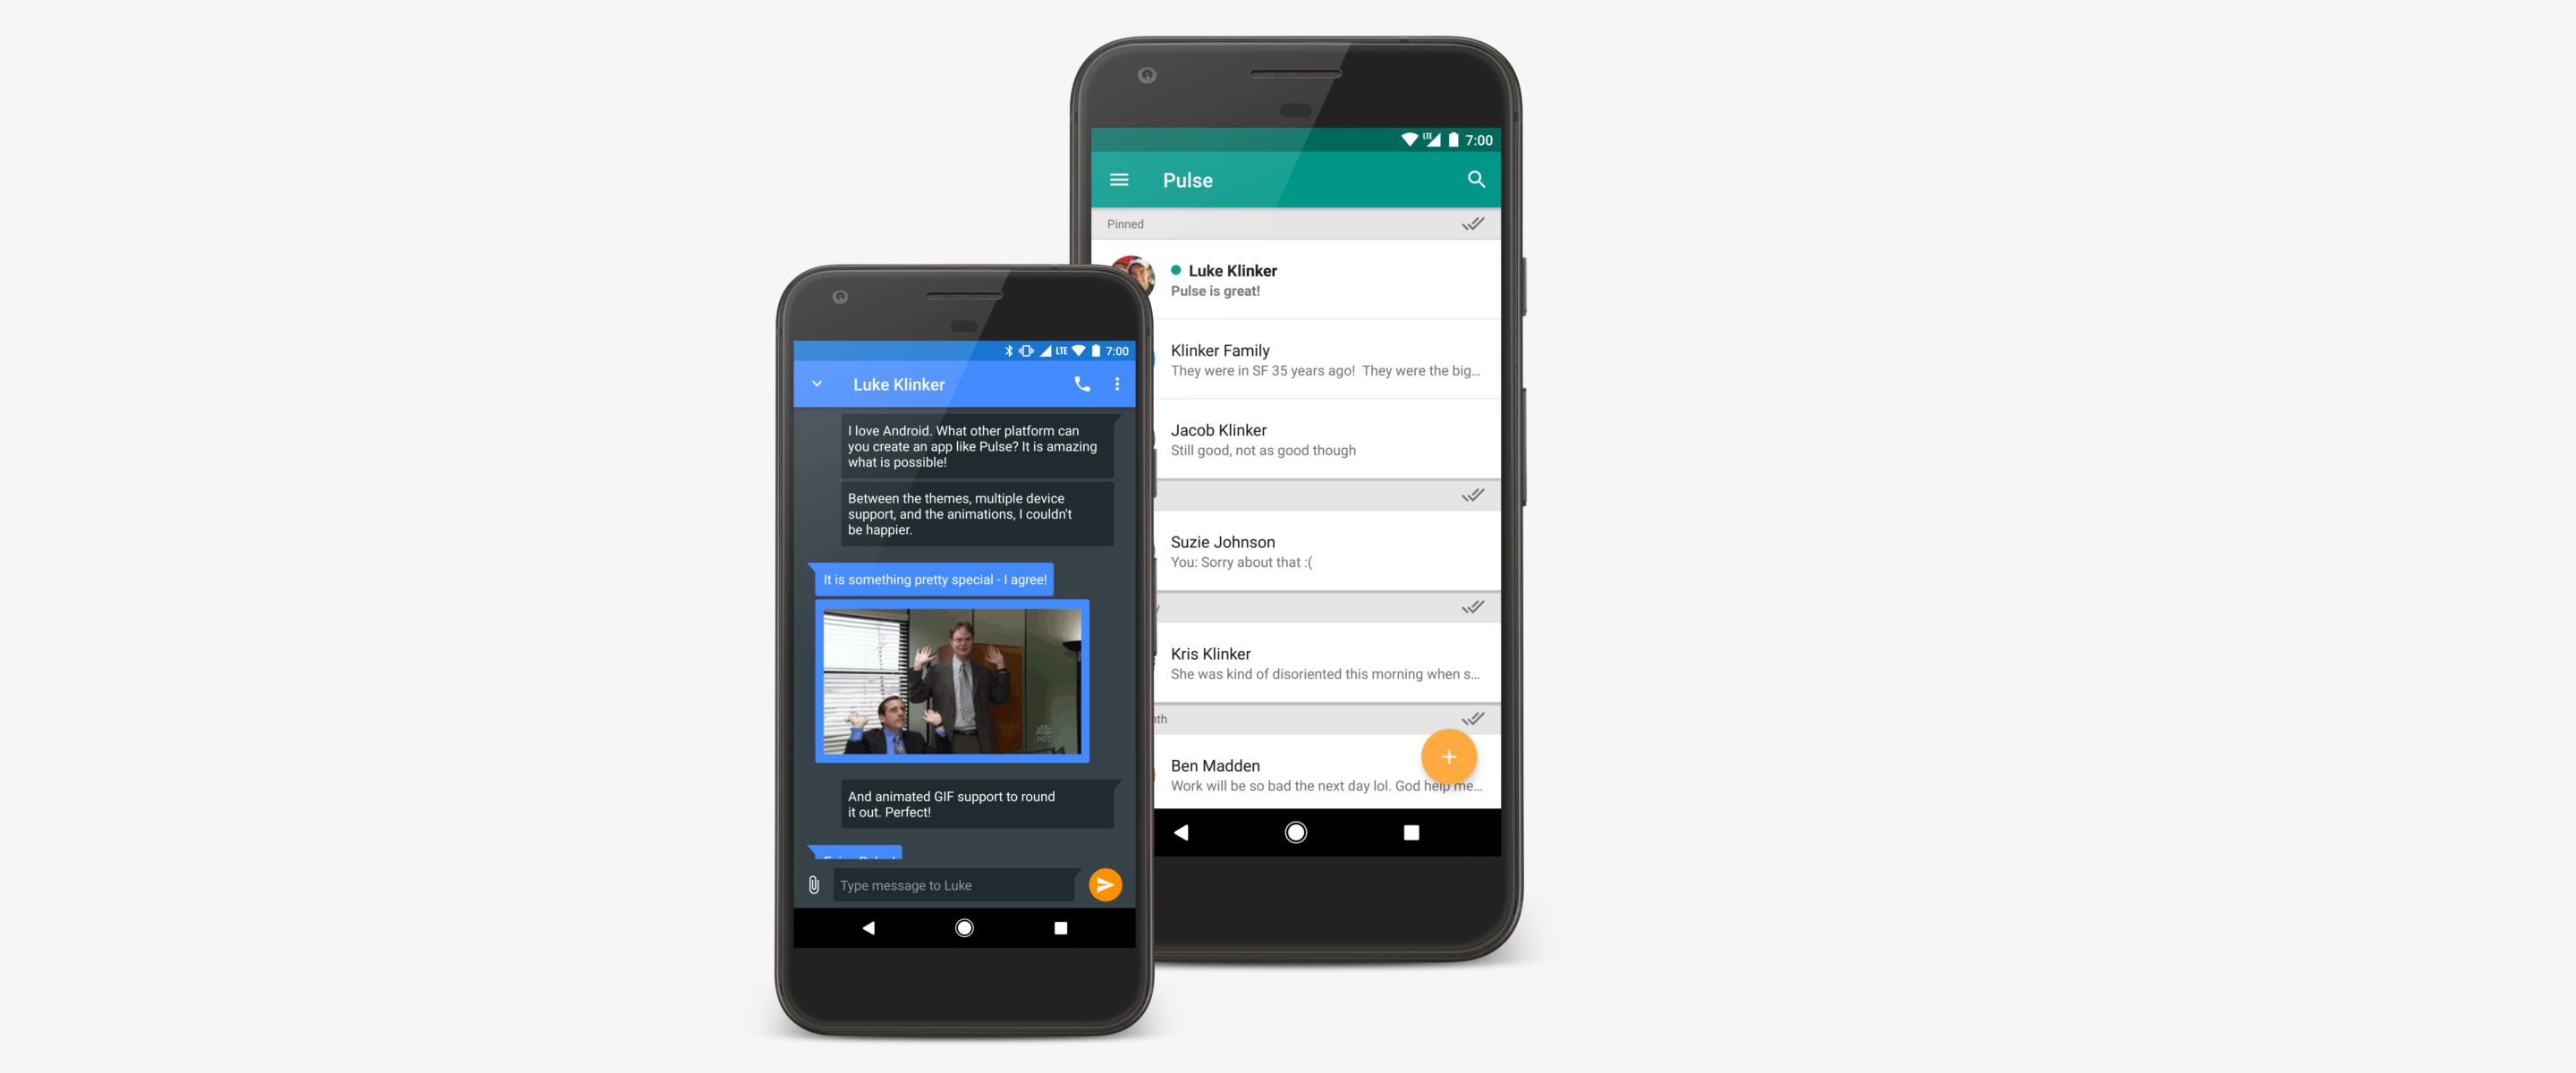 7:00
Pulse
Pinned
Luke Klinker
Pulse is great!
Klinker Family
They were in SF 35 years ago!  They were the big...
Jacob Klinker
Still good, not as good though
Suzie Johnson
You: Sorry about that :(
Kris Klinker
She was kind of disoriented this morning when s...
Ben Madden
Work will be so bad the next day lol. God help me...
LTE 7:00
Luke Klinker
I love Android. What other platform can
you create an app like Pulse? It is amazing
what is possible!
Between the themes, multiple device
support, and the animations, I couldn't
be happier.
It is something pretty special - I agree!
NBC
And animated GIF support to round
it out. Perfect!
Type message to Luke